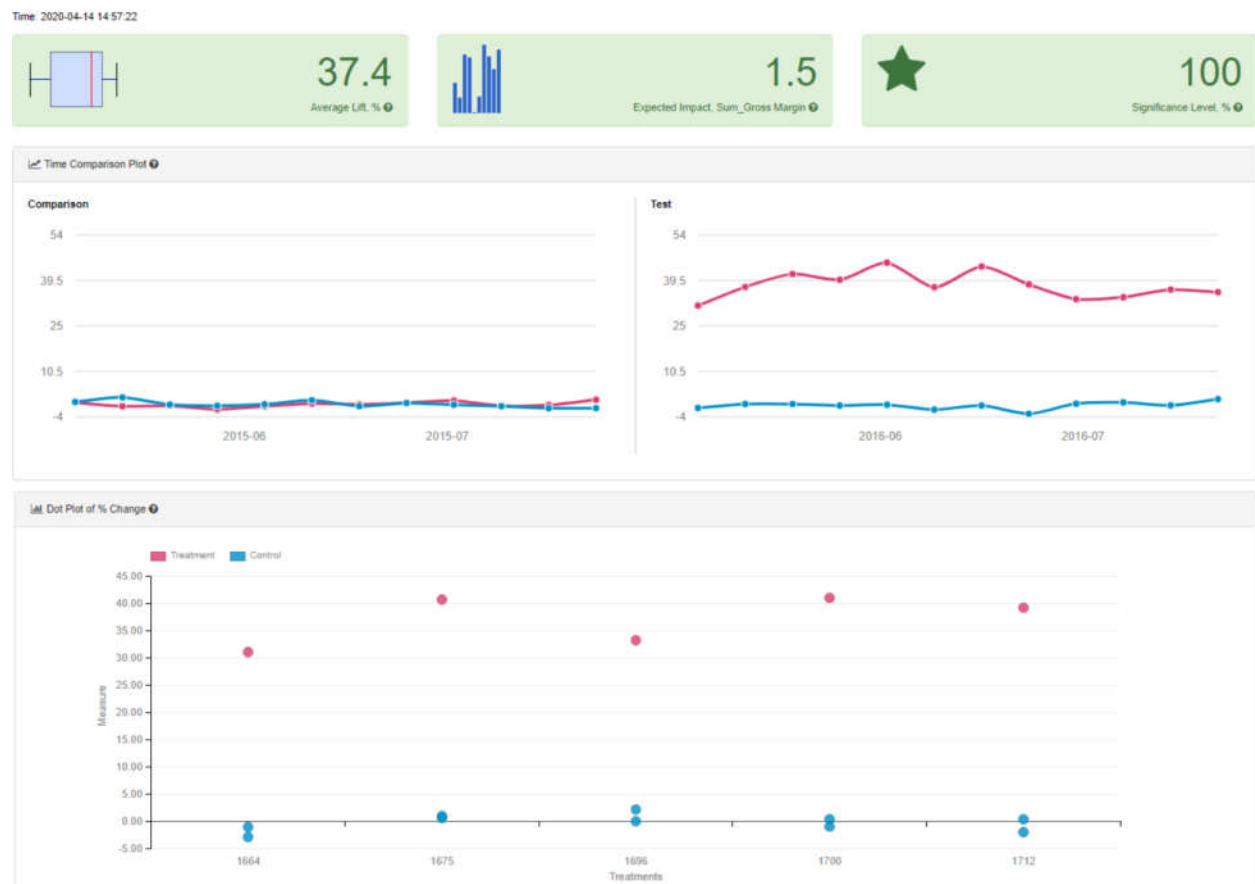 Time: 2020-04-14 14:57:22
37.4
Average Lift, %
1.5
Expected Impact, Sum_Gross Margin
100
Significance Level, %
Time Comparison Plot
Comparison
54
39.5
25
10.5
-4
2015-06 2015-07
Test
54
39.5
25
10.5
-4
2016-06 2016-07
Dot Plot of % Change
Treatment Control
45.00
40.00
35.00
30.00
25.00
20.00
15.00
10.00
5.00
0.00
-5.00
Measure
1664 1675 1696 1700 1712
Treatments